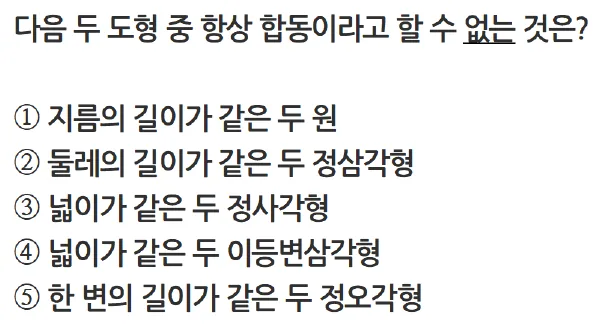 다음 두 도형 중 항상 합동이라고 할 수 없는 것은?
① 지름의 길이가 같은 두 원
② 둘레의 길이가 같은 두 정삼각형
③ 넓이가 같은 두 정사각형
④ 넓이가 같은 두 이등변삼각형
⑤ 한 변의 길이가 같은 두 정오각형